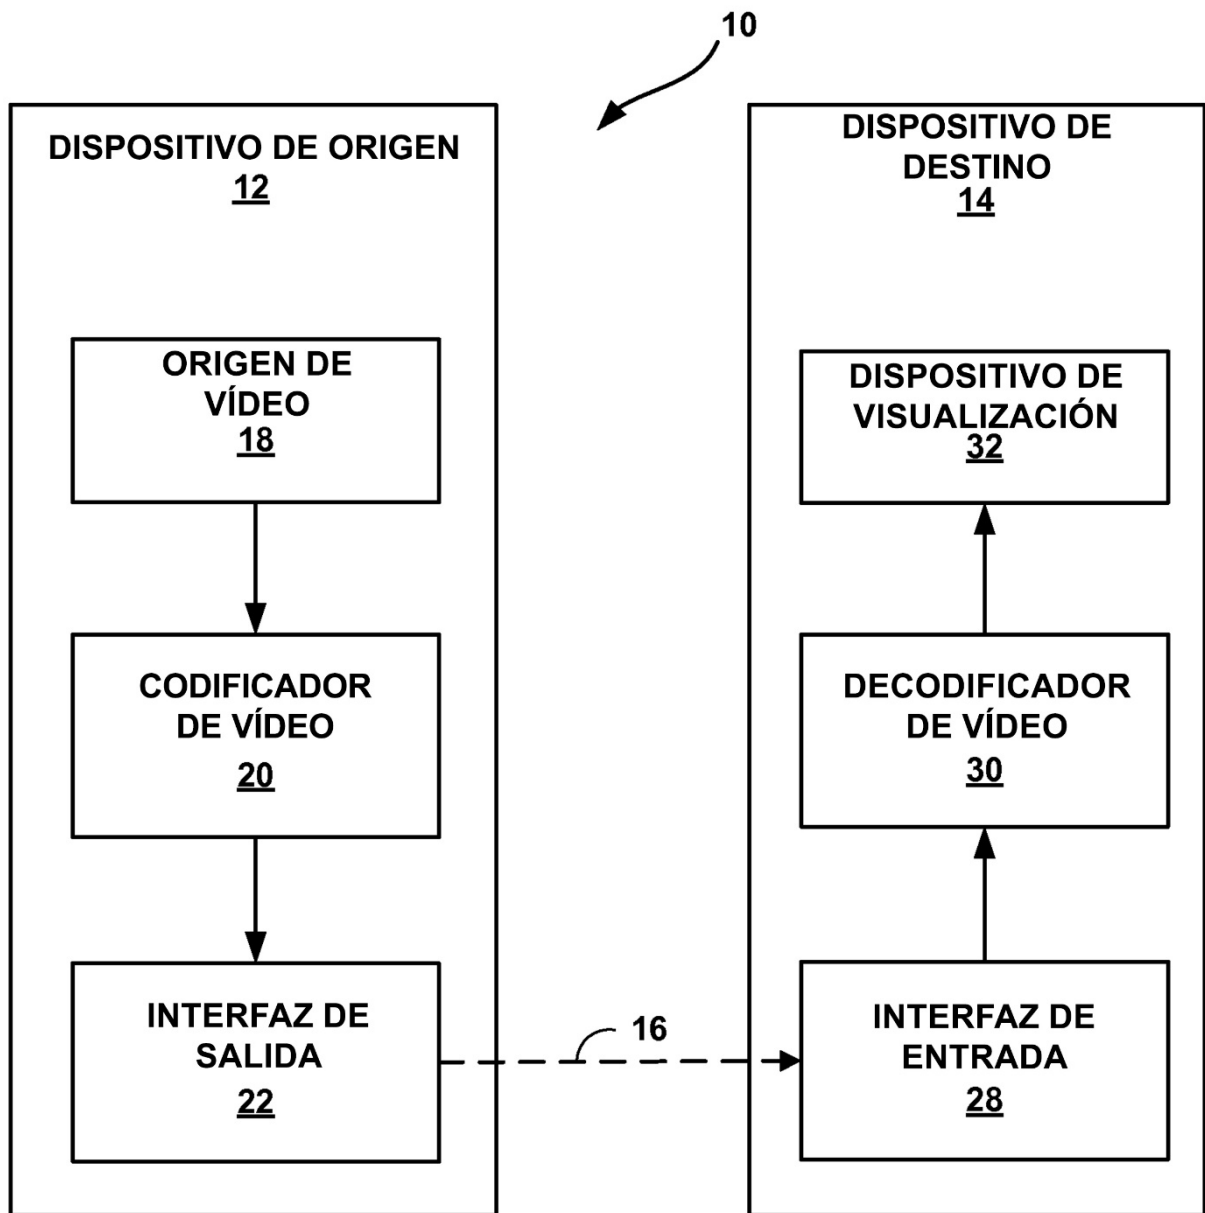 10
DISPOSITIVO DE ORIGEN
12
ORIGEN DE
VÍDEO
18
CODIFICADOR
DE VÍDEO
20
INTERFAZ DE
SALIDA
22
16
DISPOSITIVO DE
DESTINO
14
DISPOSITIVO DE
VISUALIZACIÓN
32
DECODIFICADOR
DE VÍDEO
30
INTERFAZ DE
ENTRADA
28